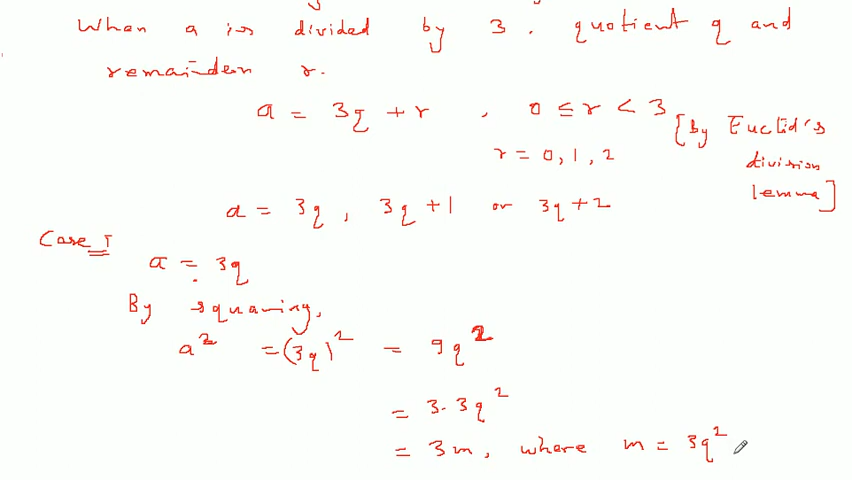 When a is divided by 3. quotient q and
remainder r.
a = 3q + r , 0 ≤ r < 3 [By Euclid's
r = 0, 1, 2 division
lemma]
a = 3q , 3q + 1 or 3q + 2
Case I
a = 3q
By squaring,
a² = (3q)² = 9q²
= 3. 3q²
= 3m, where m = 3q²